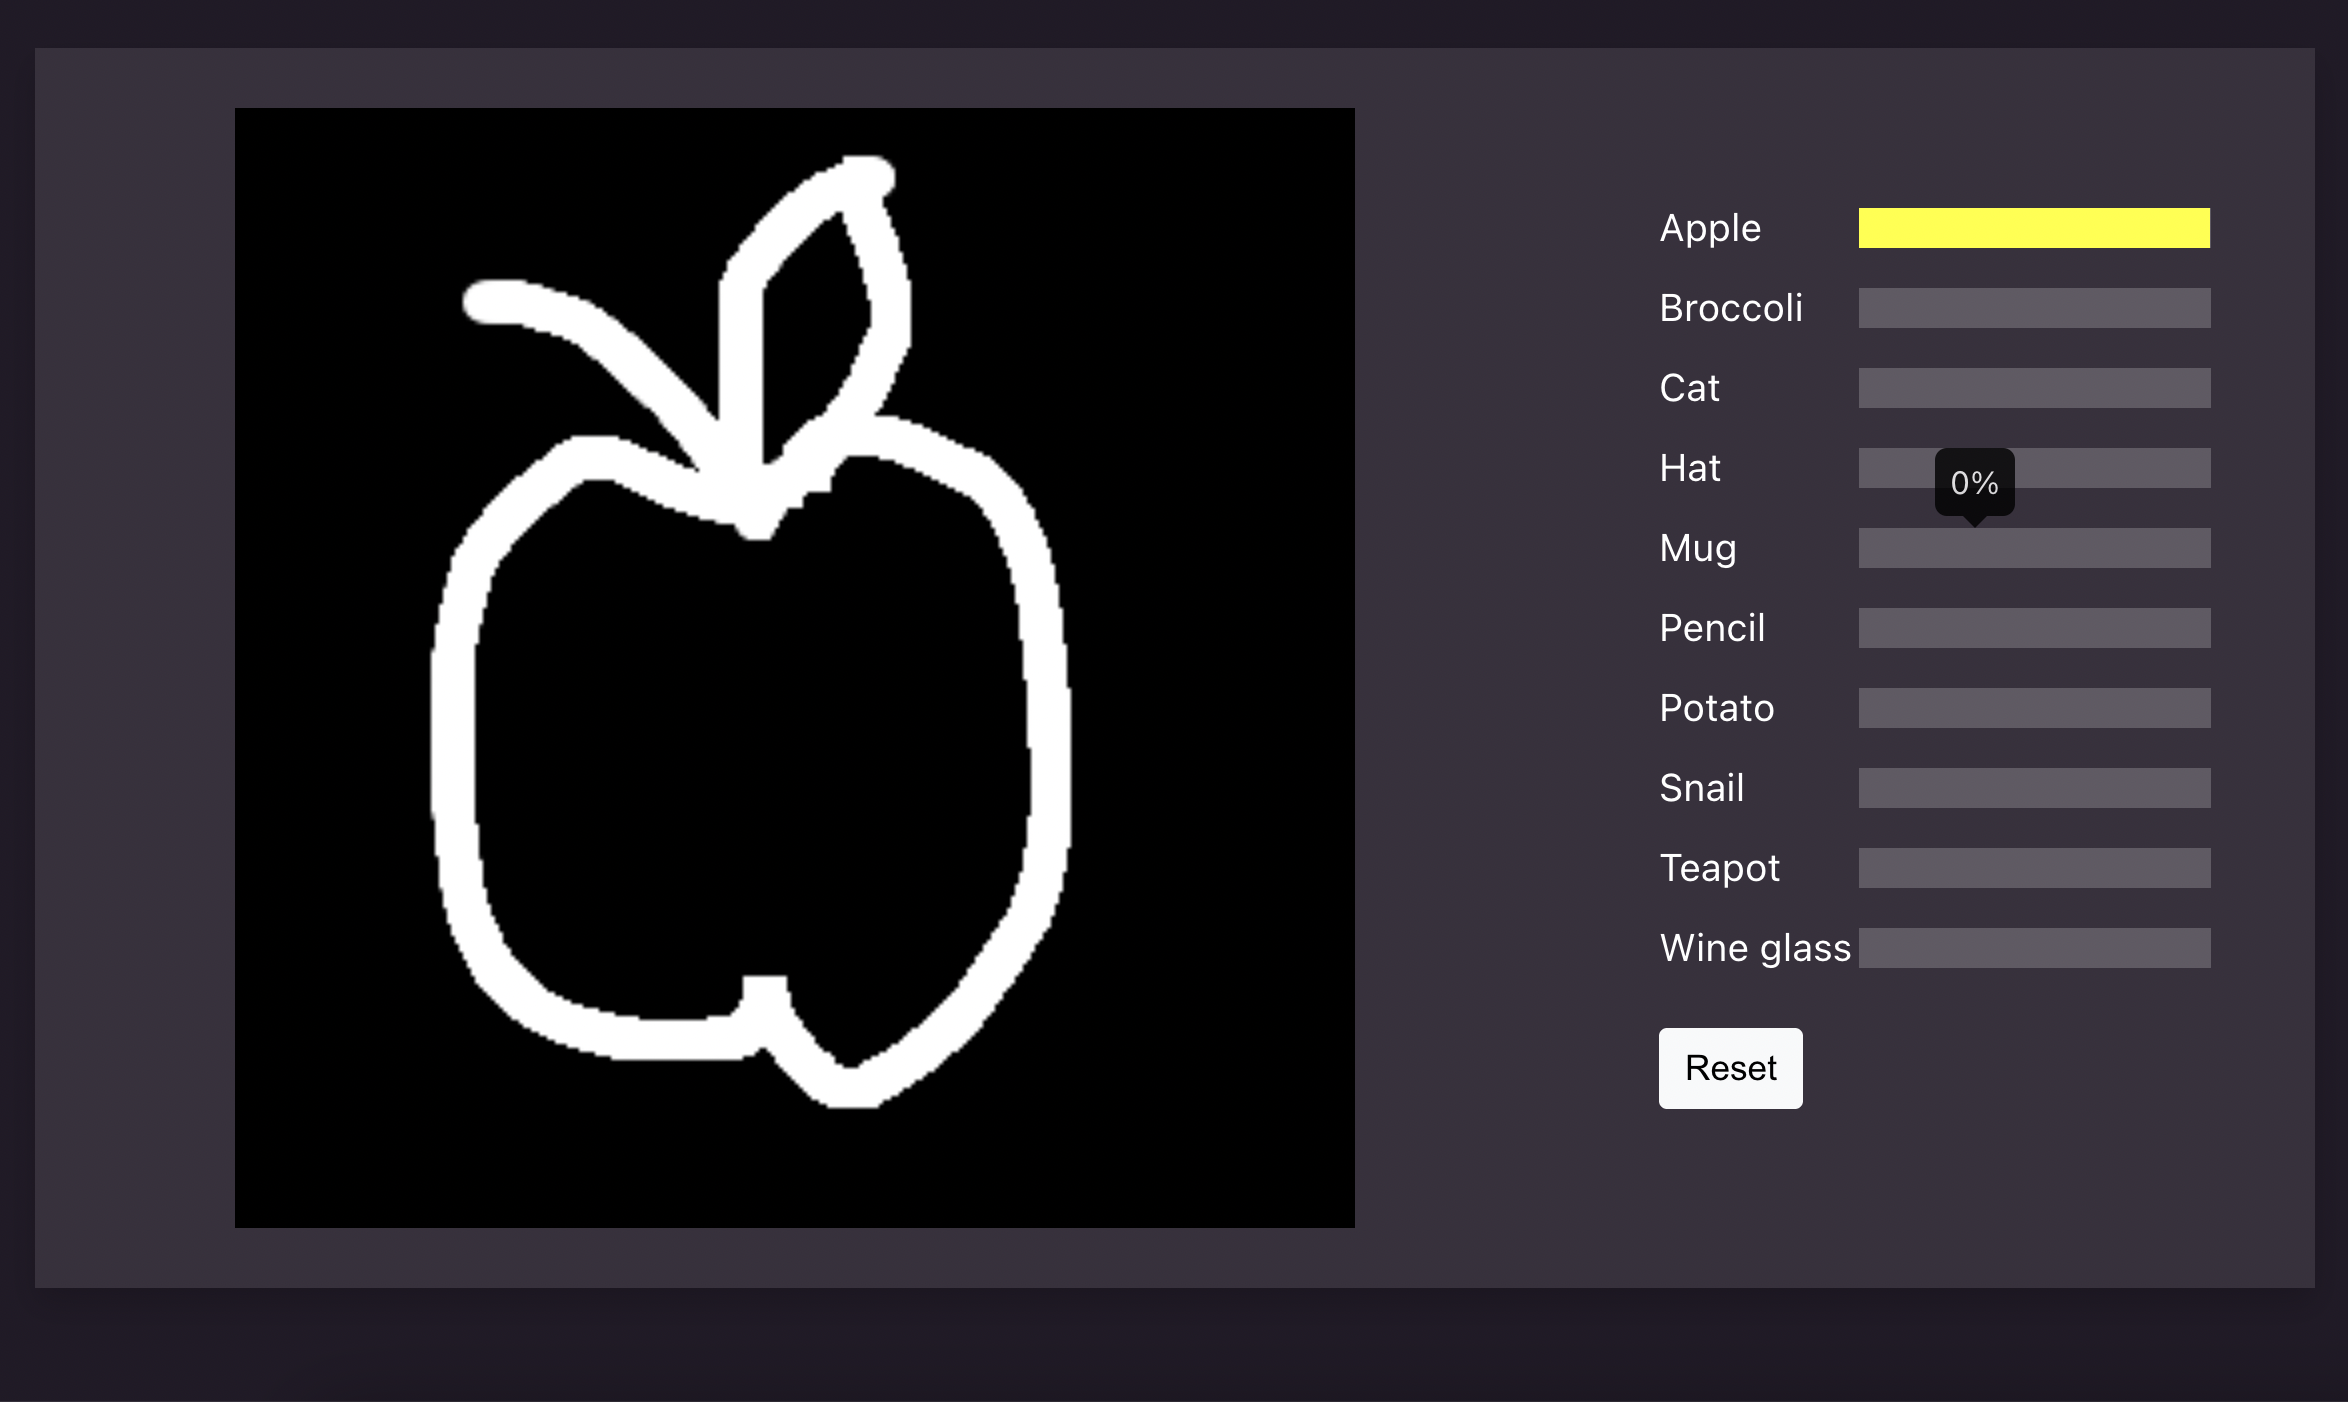 Apple
Broccoli
Cat
Hat
0%
Mug
Pencil
Potato
Snail
Teapot
Wine glass
Reset